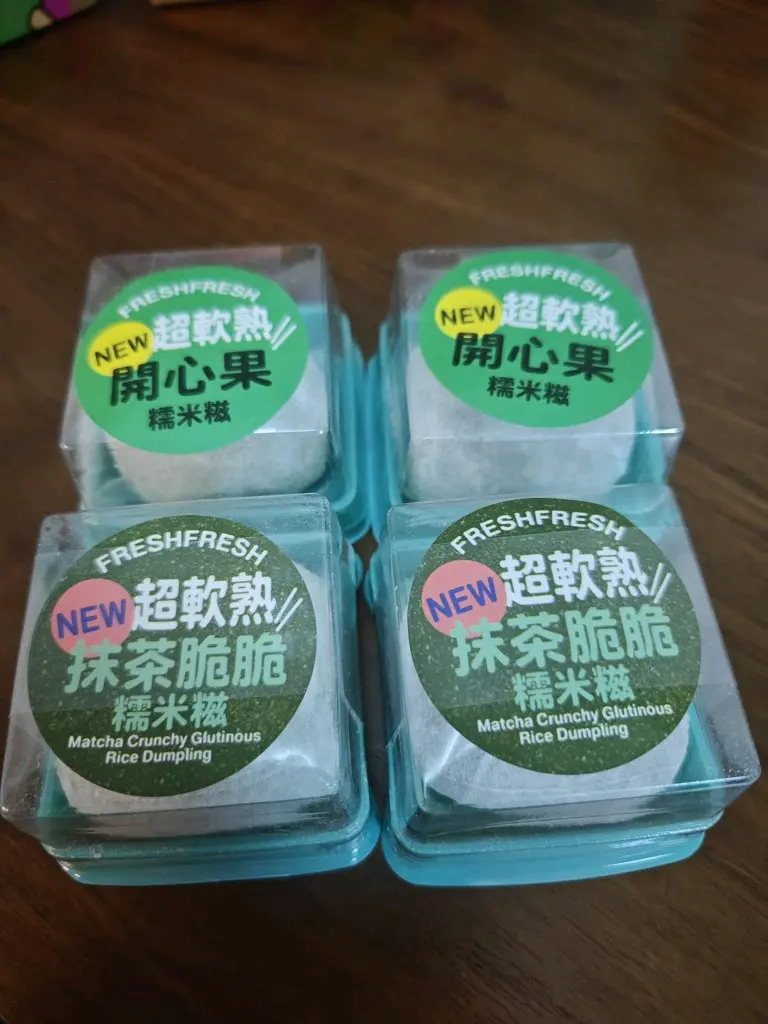 FRESHFRESH
NEW 超軟熟
開心果
糯米糍
FRESHFRESH
NEW 超軟熟
開心果
糯米糍
FRESHFRESH
NEW 超軟熟
抹茶脆脆
糯米糍
Matcha Crunchy Glutinous
Rice Dumpling
FRESHFRESH
NEW 超軟熟
抹茶脆脆
糯米糍
Matcha Crunchy Glutinous
Rice Dumpling